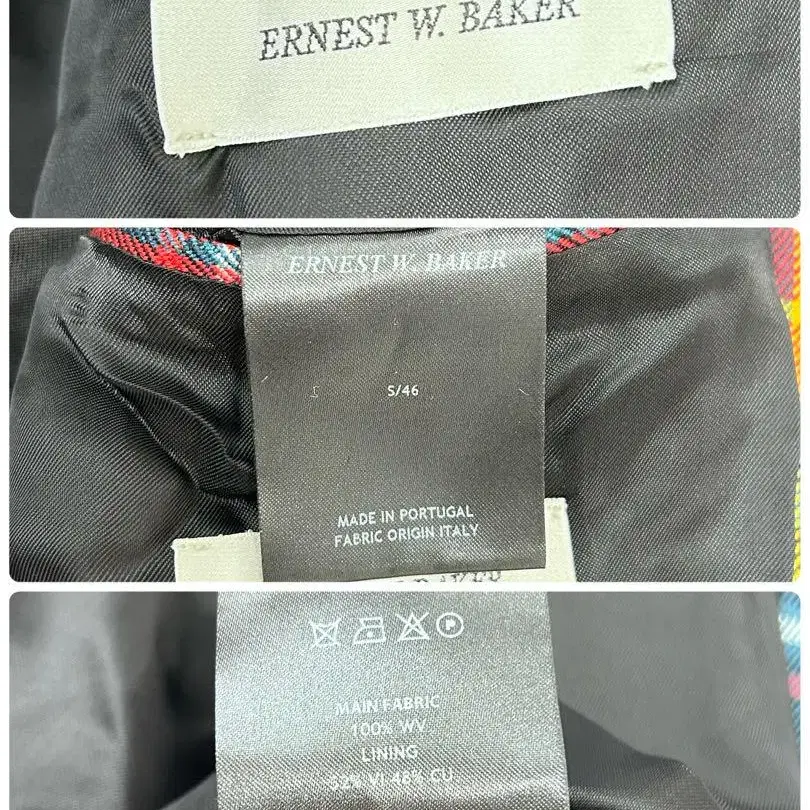 ERNEST W. BAKER
ERNEST W. BAKER
S/46
MADE IN PORTUGAL
FABRIC ORIGIN ITALY
BAKER
P
MAIN FABRIC
100% WV
LINING
52% VI 48% CU